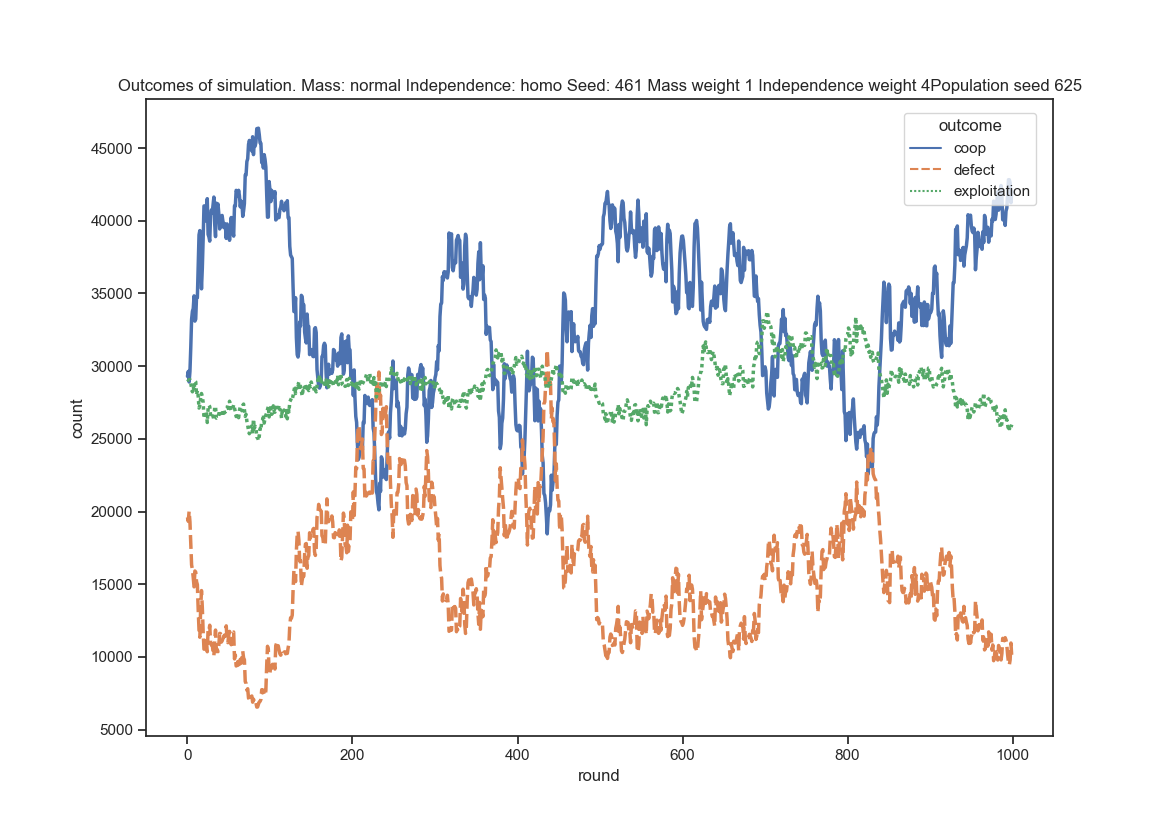 Outcomes of simulation. Mass: normal Independence: homo Seed: 461 Mass weight 1 Independence weight 4Population seed 625
outcome
coop
defect
exploitation
45000
40000
35000
30000
25000
20000
15000
10000
5000
count
0 200 400 600 800 1000
round